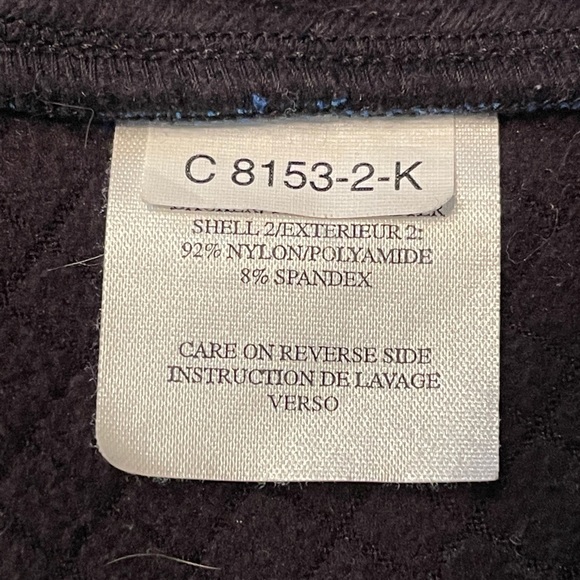 C 8153-2-K
SHELL 2/EXTERIEUR 2:
92% NYLON/POLYAMIDE
8% SPANDEX
CARE ON REVERSE SIDE
INSTRUCTION DE LAVAGE
VERSO